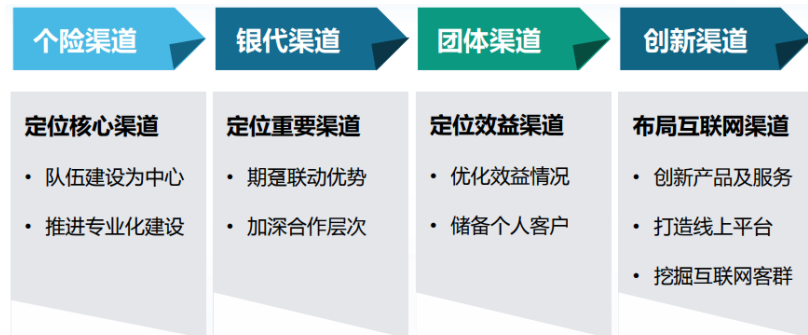 个险渠道
银代渠道
团体渠道
创新渠道
定位核心渠道
• 队伍建设为中心
• 推进专业化建设
定位重要渠道
• 期趸联动优势
• 加深合作层次
定位效益渠道
• 优化效益情况
• 储备个人客户
布局互联网渠道
• 创新产品及服务
• 打造线上平台
• 挖掘互联网客群